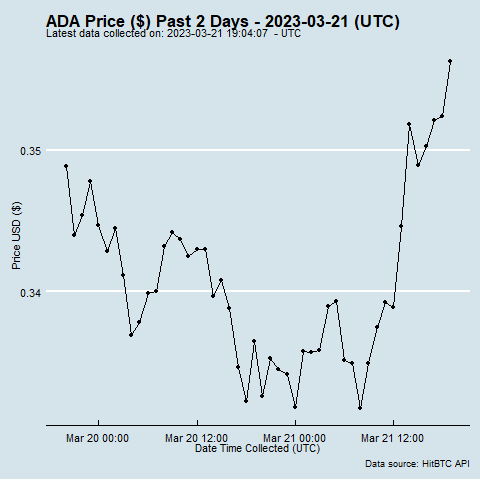 ADA Price ($) Past 2 Days - 2023-03-21 (UTC)
Latest data collected on: 2023-03-21 19:04:07  - UTC
0.35
Price USD ($)
0.34
Mar 20 00:00
Mar 20 12:00
Mar 21 00:00
Mar 21 12:00
Date Time Collected (UTC)
Data source: HitBTC API